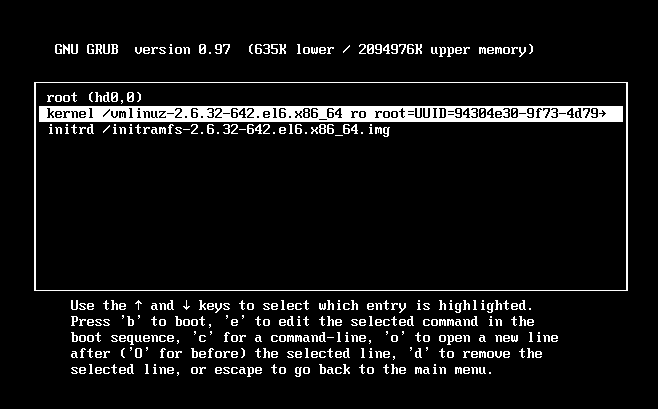 GNU GRUB  version 0.97  (635K lower / 2094976K upper memory)
root (hd0,0)
kernel /vmlinuz-2.6.32-642.el6.x86_64 ro root=UUID=94304e30-9f73-4d79→
initrd /initramfs-2.6.32-642.el6.x86_64.img
Use the ↑ and ↓ keys to select which entry is highlighted.
Press 'b' to boot, 'e' to edit the selected command in the
boot sequence, 'c' for a command-line, 'o' to open a new line
after ('O' for before) the selected line, 'd' to remove the
selected line, or escape to go back to the main menu.